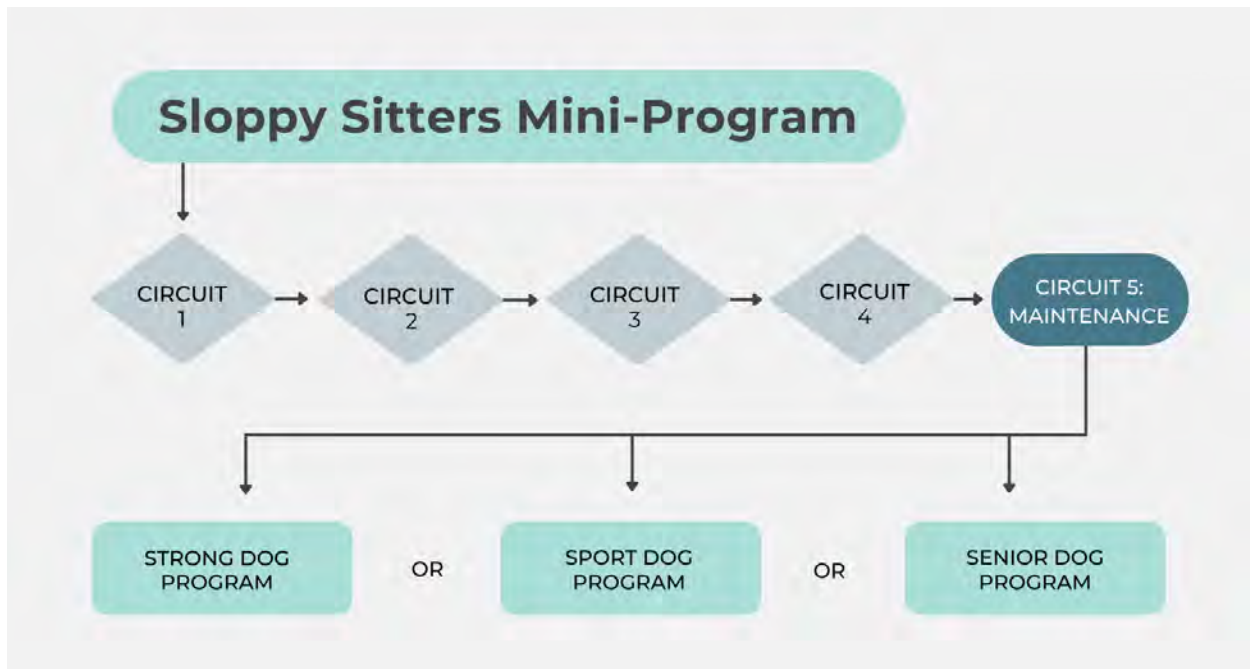 Sloppy Sitters Mini-Program
CIRCUIT
1
CIRCUIT
2
CIRCUIT
3
CIRCUIT
4
CIRCUIT 5:
MAINTENANCE
STRONG DOG
PROGRAM
OR
SPORT DOG
PROGRAM
OR
SENIOR DOG
PROGRAM